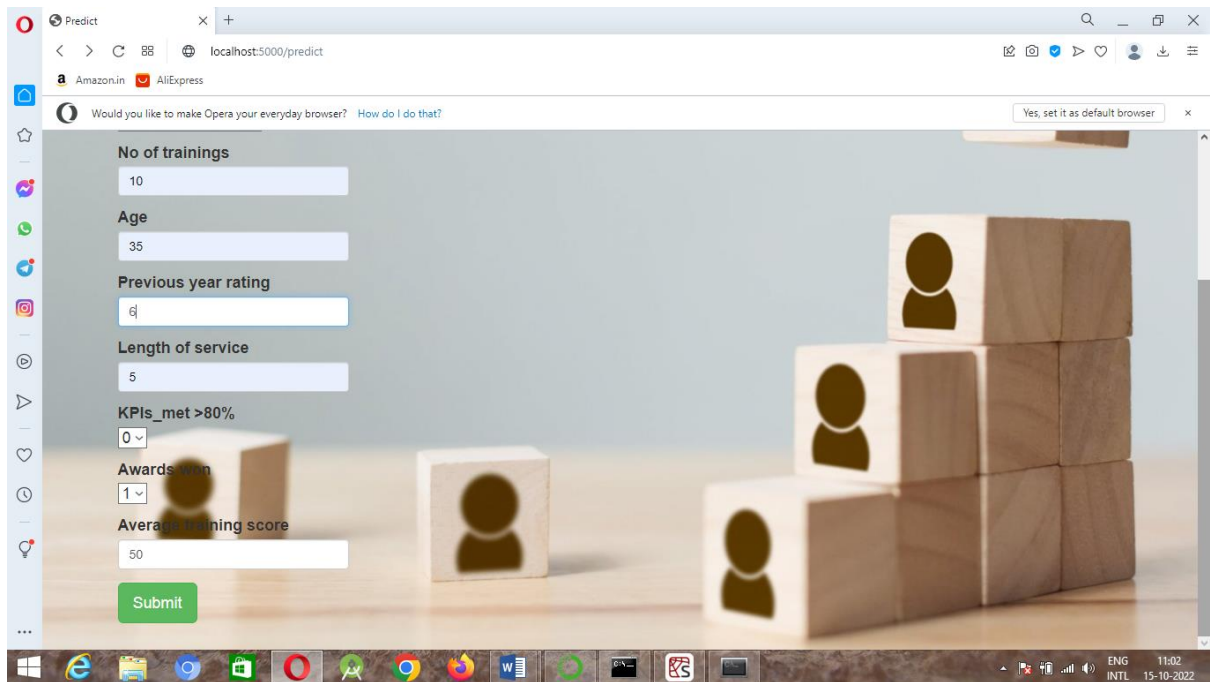 Predict
localhost:5000/predict
Amazon.in AliExpress
Would you like to make Opera your everyday browser? How do I do that? Yes, set it as default browser
No of trainings
10
Age
35
Previous year rating
6
Length of service
5
KPIs_met >80%
0
Awards won
1
Average training score
50
Submit
ENG 11:02
INTL 15-10-2022